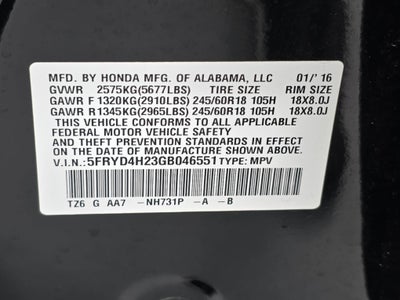 MFD. BY HONDA MFG. OF ALABAMA, LLC 01/'16
GVWR 2575KG(5677LBS) TIRE SIZE RIM SIZE
GAWR F 1320KG(2910LBS) 245/60R18 105H 18X8.0J
GAWR R 1345KG(2965LBS) 245/60R18 105H 18X8.0J
THIS VEHICLE CONFORMS TO ALL APPLICABLE
FEDERAL MOTOR VEHICLE SAFETY
AND THEFT PREVENTION STANDARDS IN EFFECT
ON THE DATE OF MANUFACTURE SHOWN ABOVE.
V.I.N.: 5FRYD4H23GB046551 TYPE: MPV
TZ6 G AA7 -NH731P -A -B